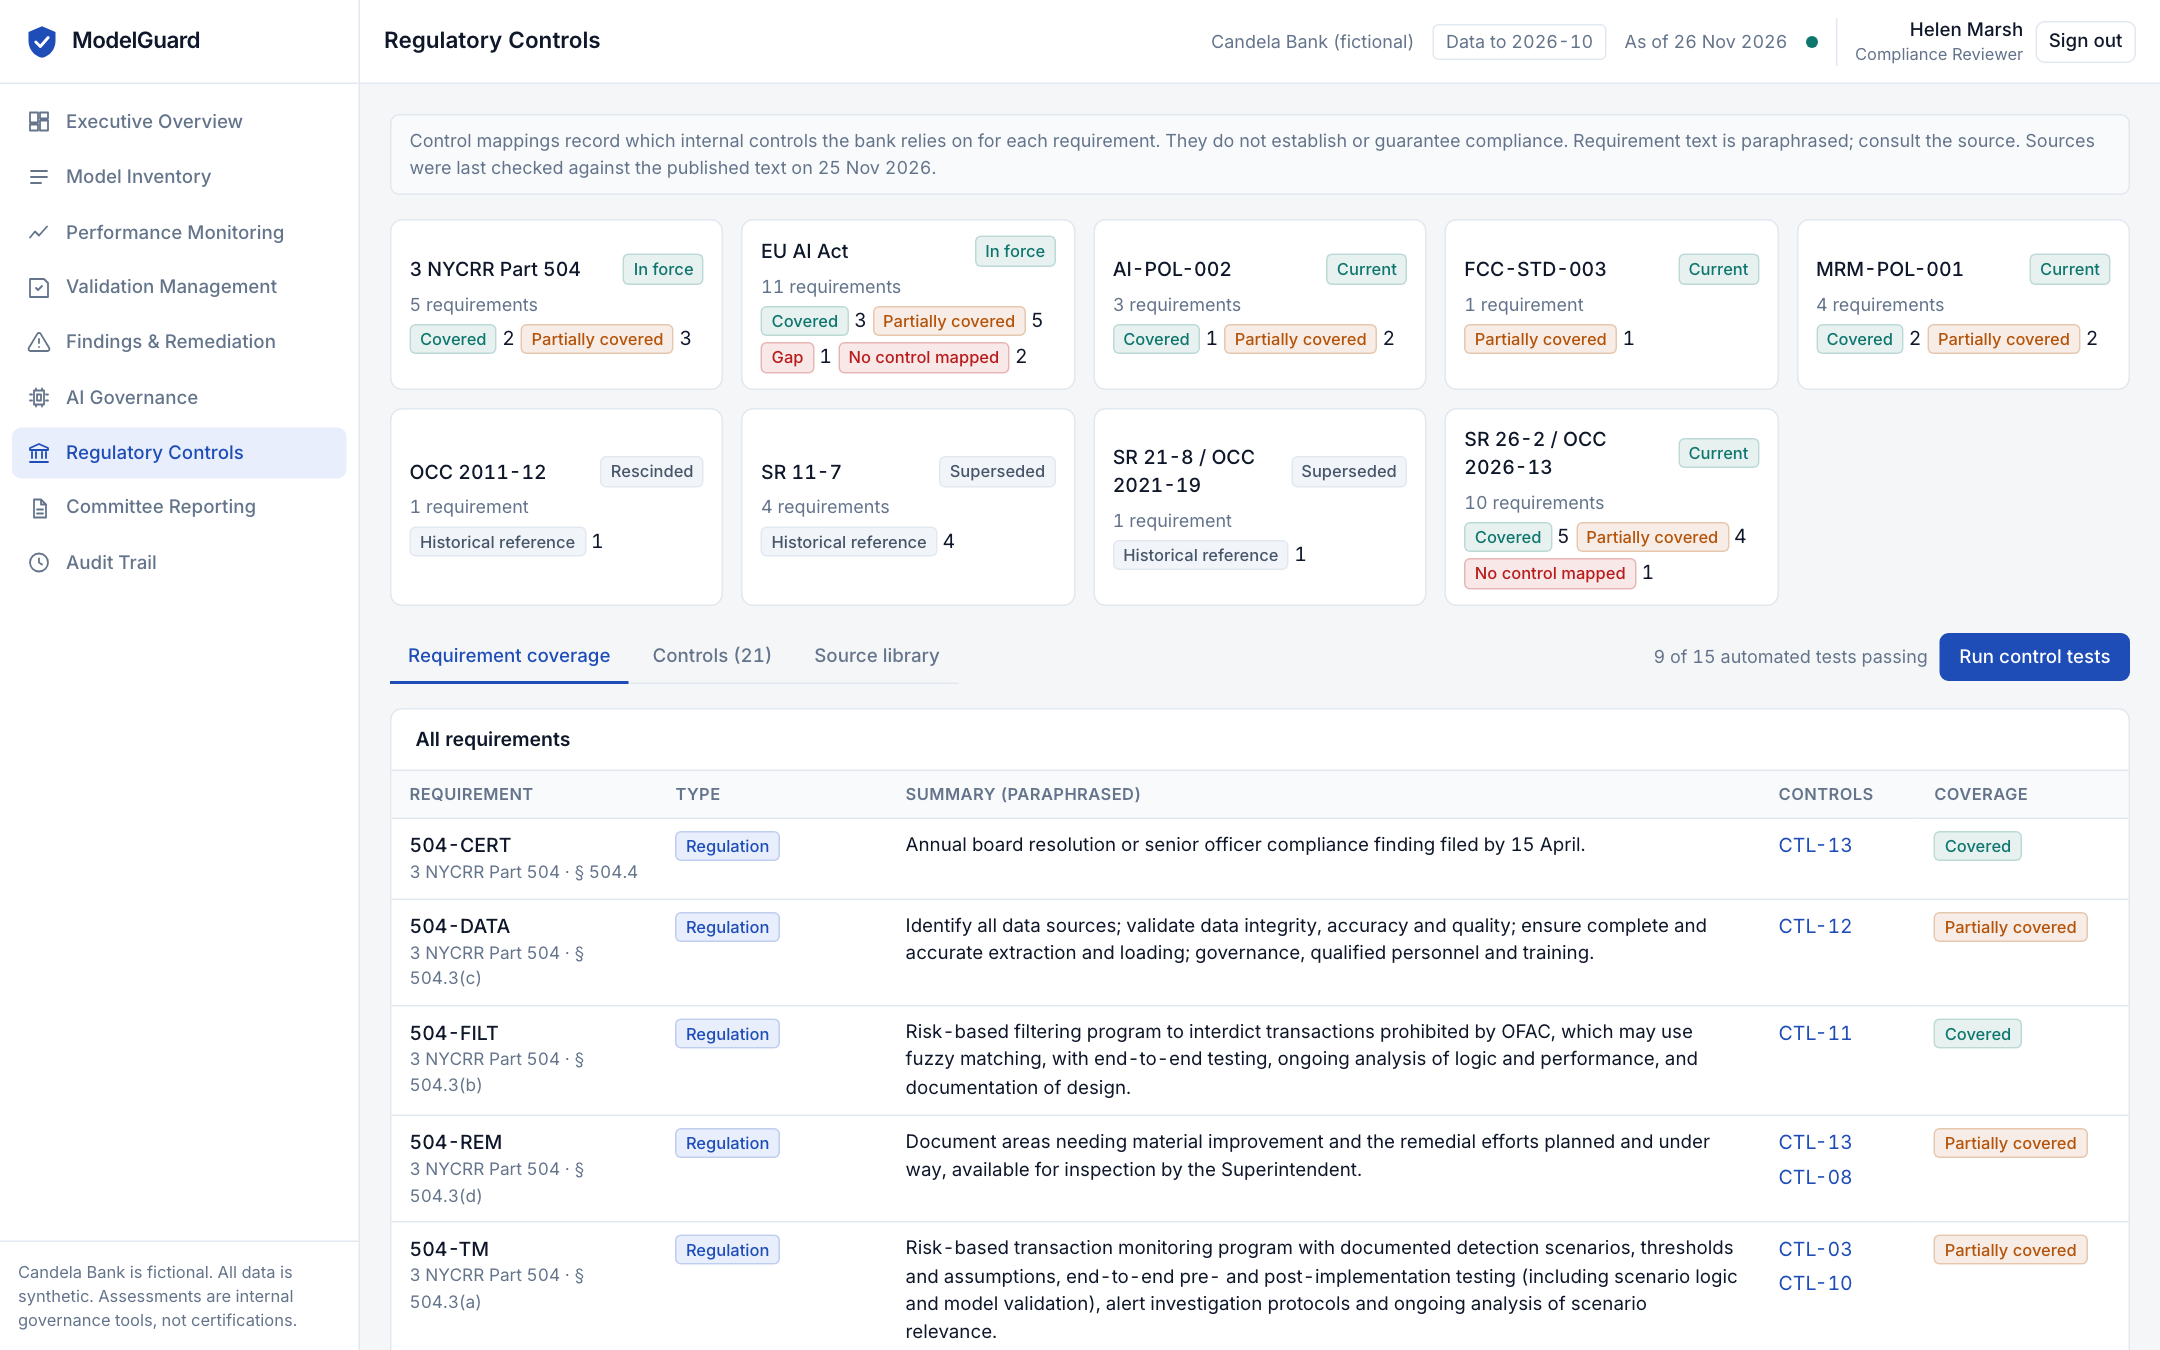 ModelGuard
Regulatory Controls
Candela Bank (fictional)
Data to 2026-10
As of 26 Nov 2026
Helen Marsh
Compliance Reviewer
Sign out
Executive Overview
Model Inventory
Performance Monitoring
Validation Management
Findings & Remediation
AI Governance
Regulatory Controls
Committee Reporting
Audit Trail
Candela Bank is fictional. All data is
synthetic. Assessments are internal
governance tools, not certifications.
Control mappings record which internal controls the bank relies on for each requirement. They do not establish or guarantee compliance. Requirement text is paraphrased; consult the source. Sources
were last checked against the published text on 25 Nov 2026.
3 NYCRR Part 504 In force
5 requirements
Covered 2 Partially covered 3
EU AI Act In force
11 requirements
Covered 3 Partially covered 5
Gap 1 No control mapped 2
AI-POL-002 Current
3 requirements
Covered 1 Partially covered 2
FCC-STD-003 Current
1 requirement
Partially covered 1
MRM-POL-001 Current
4 requirements
Covered 2 Partially covered 2
OCC 2011-12 Rescinded
1 requirement
Historical reference 1
SR 11-7 Superseded
4 requirements
Historical reference 4
SR 21-8 / OCC
2021-19
Superseded
1 requirement
Historical reference 1
SR 26-2 / OCC
2026-13
Current
10 requirements
Covered 5 Partially covered 4
No control mapped 1
Requirement coverage Controls (21) Source library
9 of 15 automated tests passing
Run control tests
All requirements
REQUIREMENT TYPE SUMMARY (PARAPHRASED) CONTROLS COVERAGE
504-CERT
3 NYCRR Part 504 · § 504.4
Regulation
Annual board resolution or senior officer compliance finding filed by 15 April.
CTL-13
Covered
504-DATA
3 NYCRR Part 504 · §
504.3(c)
Regulation
Identify all data sources; validate data integrity, accuracy and quality; ensure complete and
accurate extraction and loading; governance, qualified personnel and training.
CTL-12
Partially covered
504-FILT
3 NYCRR Part 504 · §
504.3(b)
Regulation
Risk-based filtering program to interdict transactions prohibited by OFAC, which may use
fuzzy matching, with end-to-end testing, ongoing analysis of logic and performance, and
documentation of design.
CTL-11
Covered
504-REM
3 NYCRR Part 504 · §
504.3(d)
Regulation
Document areas needing material improvement and the remedial efforts planned and under
way, available for inspection by the Superintendent.
CTL-13
CTL-08
Partially covered
504-TM
3 NYCRR Part 504 · §
504.3(a)
Regulation
Risk-based transaction monitoring program with documented detection scenarios, thresholds
and assumptions, end-to-end pre- and post-implementation testing (including scenario logic
and model validation), alert investigation protocols and ongoing analysis of scenario
relevance.
CTL-03
CTL-10
Partially covered